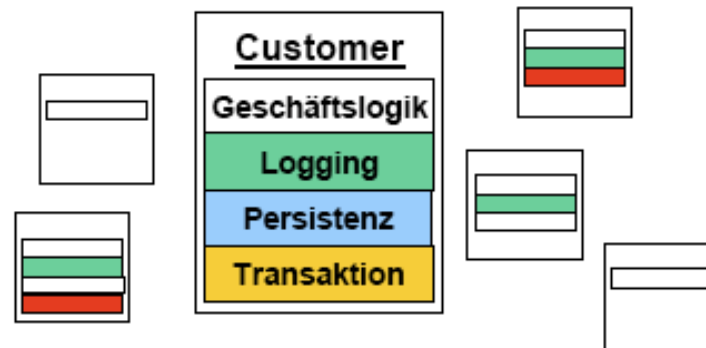 Customer
Geschäftslogik
Logging
Persistenz
Transaktion